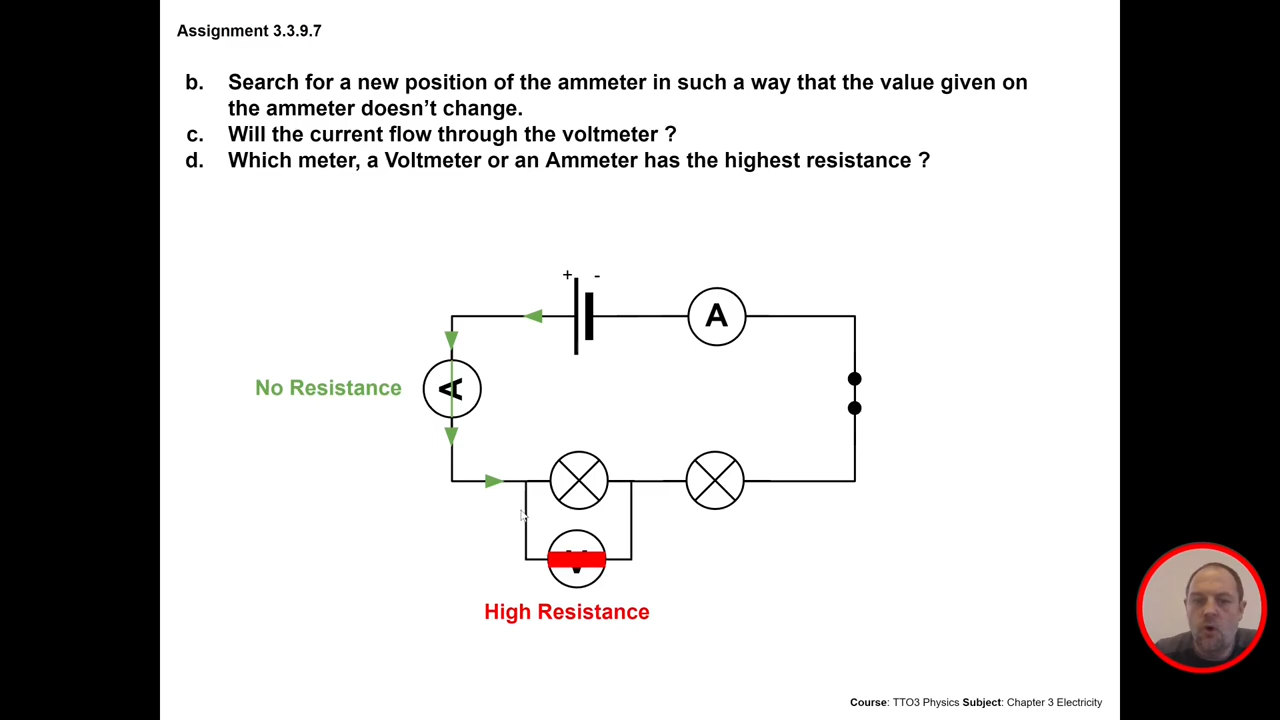 Assignment 3.3.9.7
b. Search for a new position of the ammeter in such a way that the value given on
the ammeter doesn't change.
c. Will the current flow through the voltmeter ?
d. Which meter, a Voltmeter or an Ammeter has the highest resistance ?
+ -
A
No Resistance
A
V
High Resistance
Course: TTO3 Physics Subject: Chapter 3 Electricity